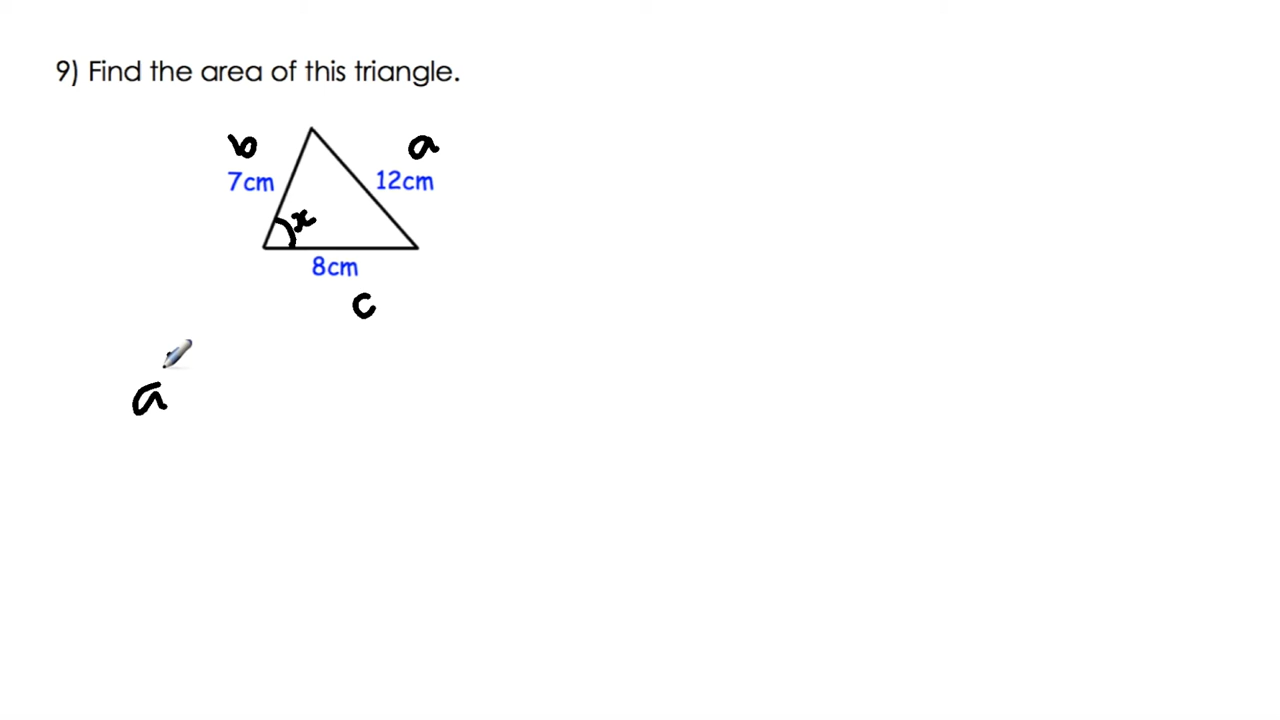 9) Find the area of this triangle.
b a
7cm 12cm
x
8cm
c
a